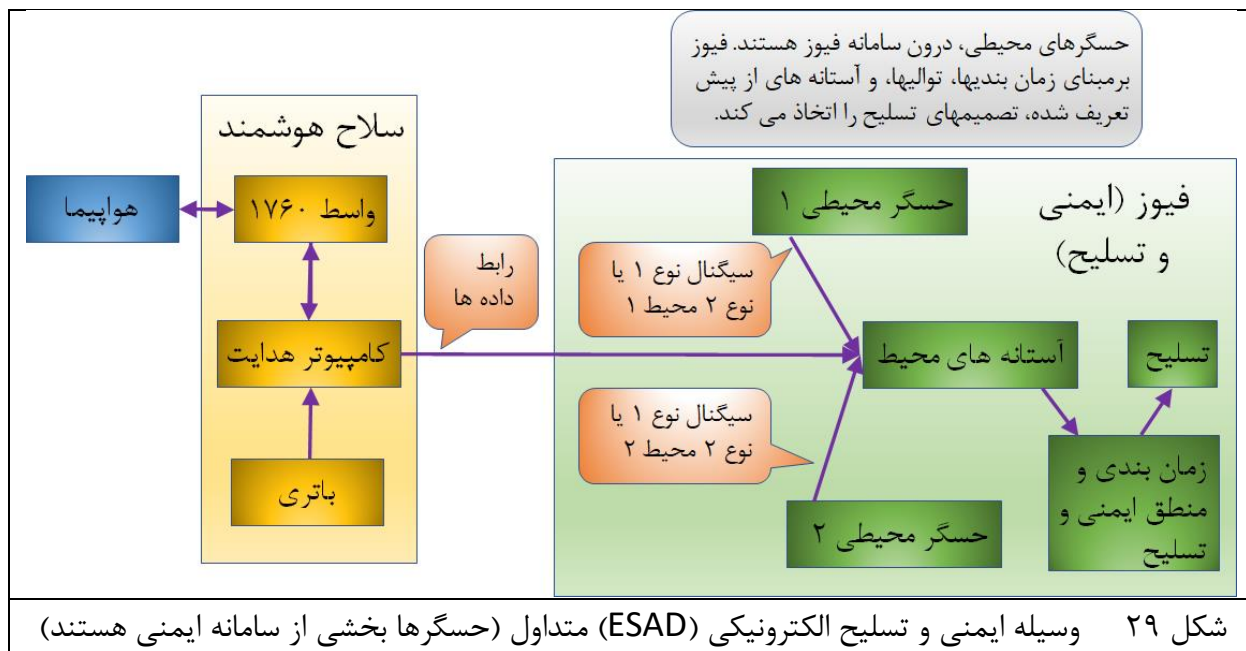 حسگرهای محیطی، درون سامانه فیوز هستند. فیوز
برمبنای زمان بندیها، توالیها، و آستانه های از پیش
تعریف شده، تصمیمهای تسلیح را اتخاذ می کند.
سلاح هوشمند
هواپیما
واسط ۱۷۶۰
رابط
داده ها
کامپیوتر هدایت
باتری
فیوز (ایمنی
و تسلیح)
حسگر محیطی ۱
سیگنال نوع ۱ یا
نوع ۲ محیط ۱
آستانه های محیط
تسلیح
سیگنال نوع ۱ یا
نوع ۲ محیط ۲
زمان بندی و
منطق ایمنی و
تسلیح
حسگر محیطی ۲
شکل ۲۹ وسیله ایمنی و تسلیح الکترونیکی (ESAD) متداول (حسگرها بخشی از سامانه ایمنی هستند)